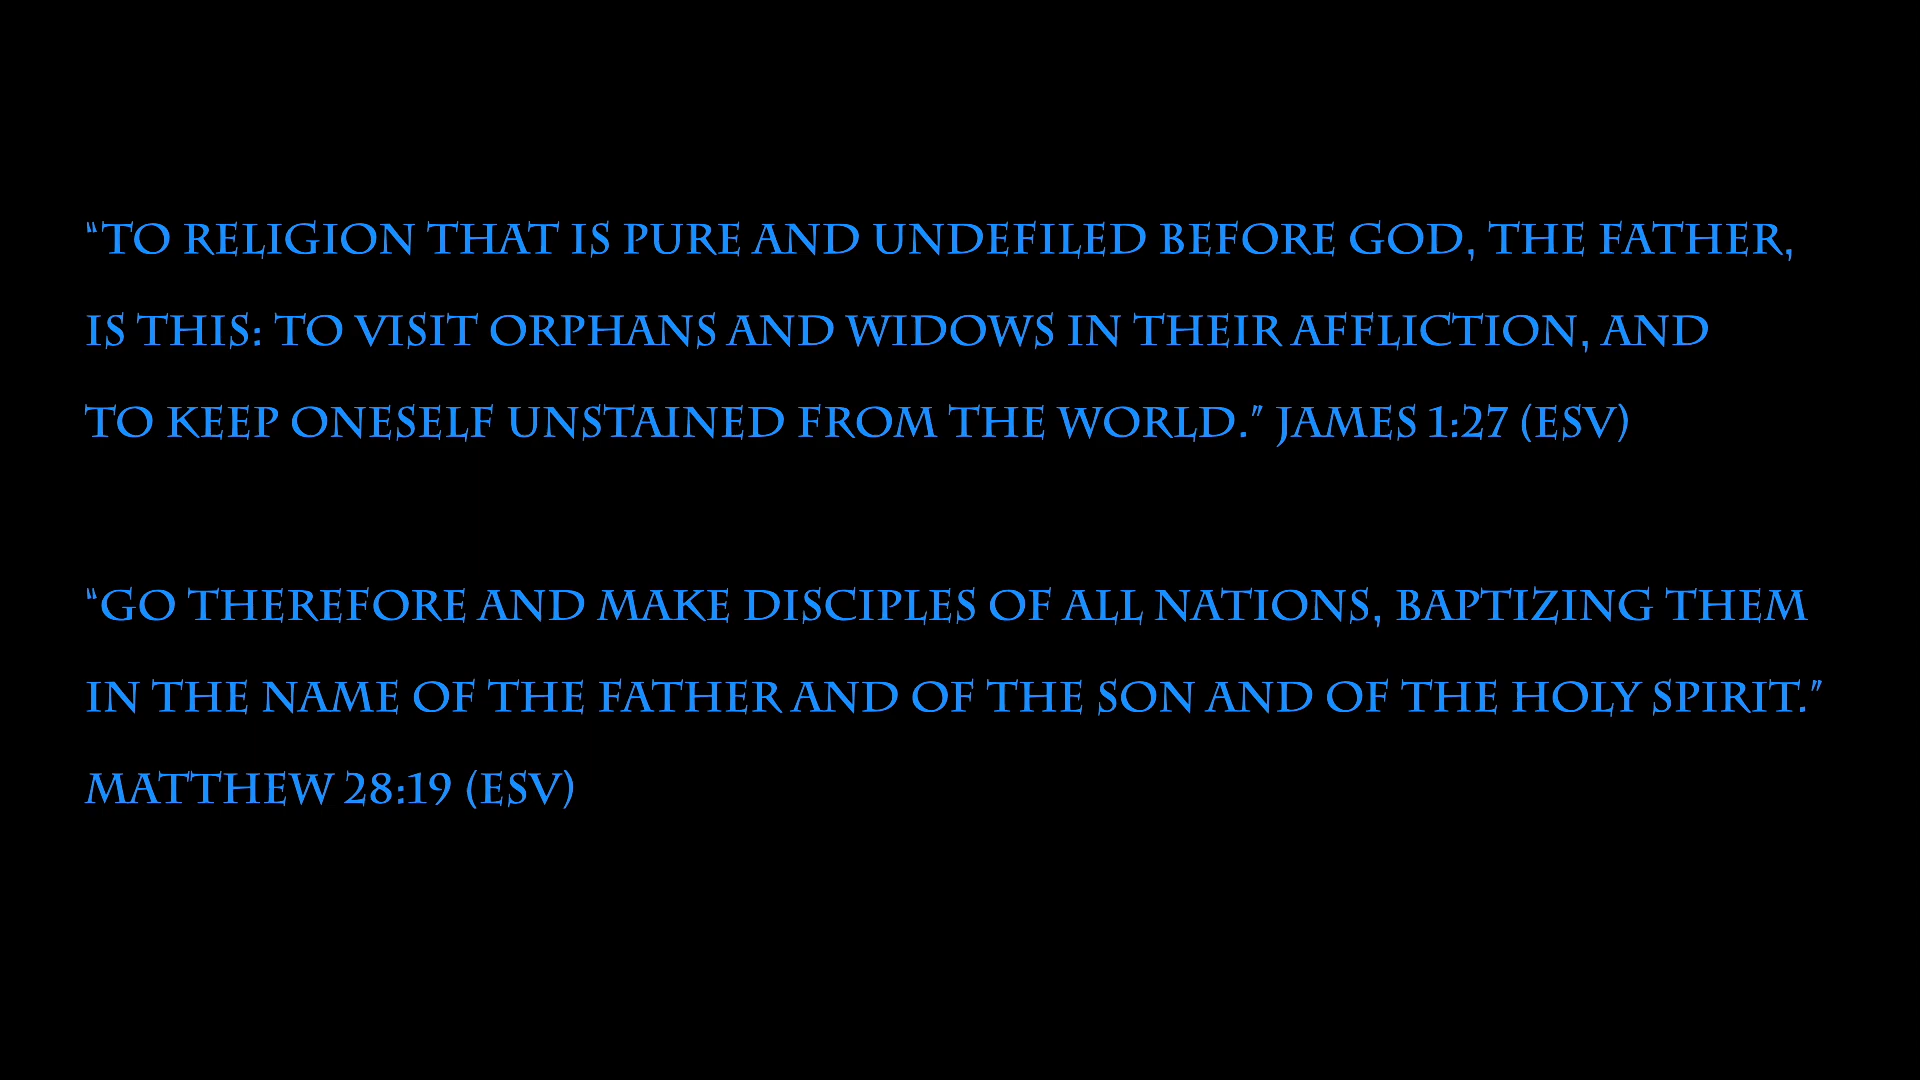 “TO RELIGION THAT IS PURE AND UNDEFILED BEFORE GOD, THE FATHER,
IS THIS: TO VISIT ORPHANS AND WIDOWS IN THEIR AFFLICTION, AND
TO KEEP ONESELF UNSTAINED FROM THE WORLD.” JAMES 1:27 (ESV)
“GO THEREFORE AND MAKE DISCIPLES OF ALL NATIONS, BAPTIZING THEM
IN THE NAME OF THE FATHER AND OF THE SON AND OF THE HOLY SPIRIT.”
MATTHEW 28:19 (ESV)